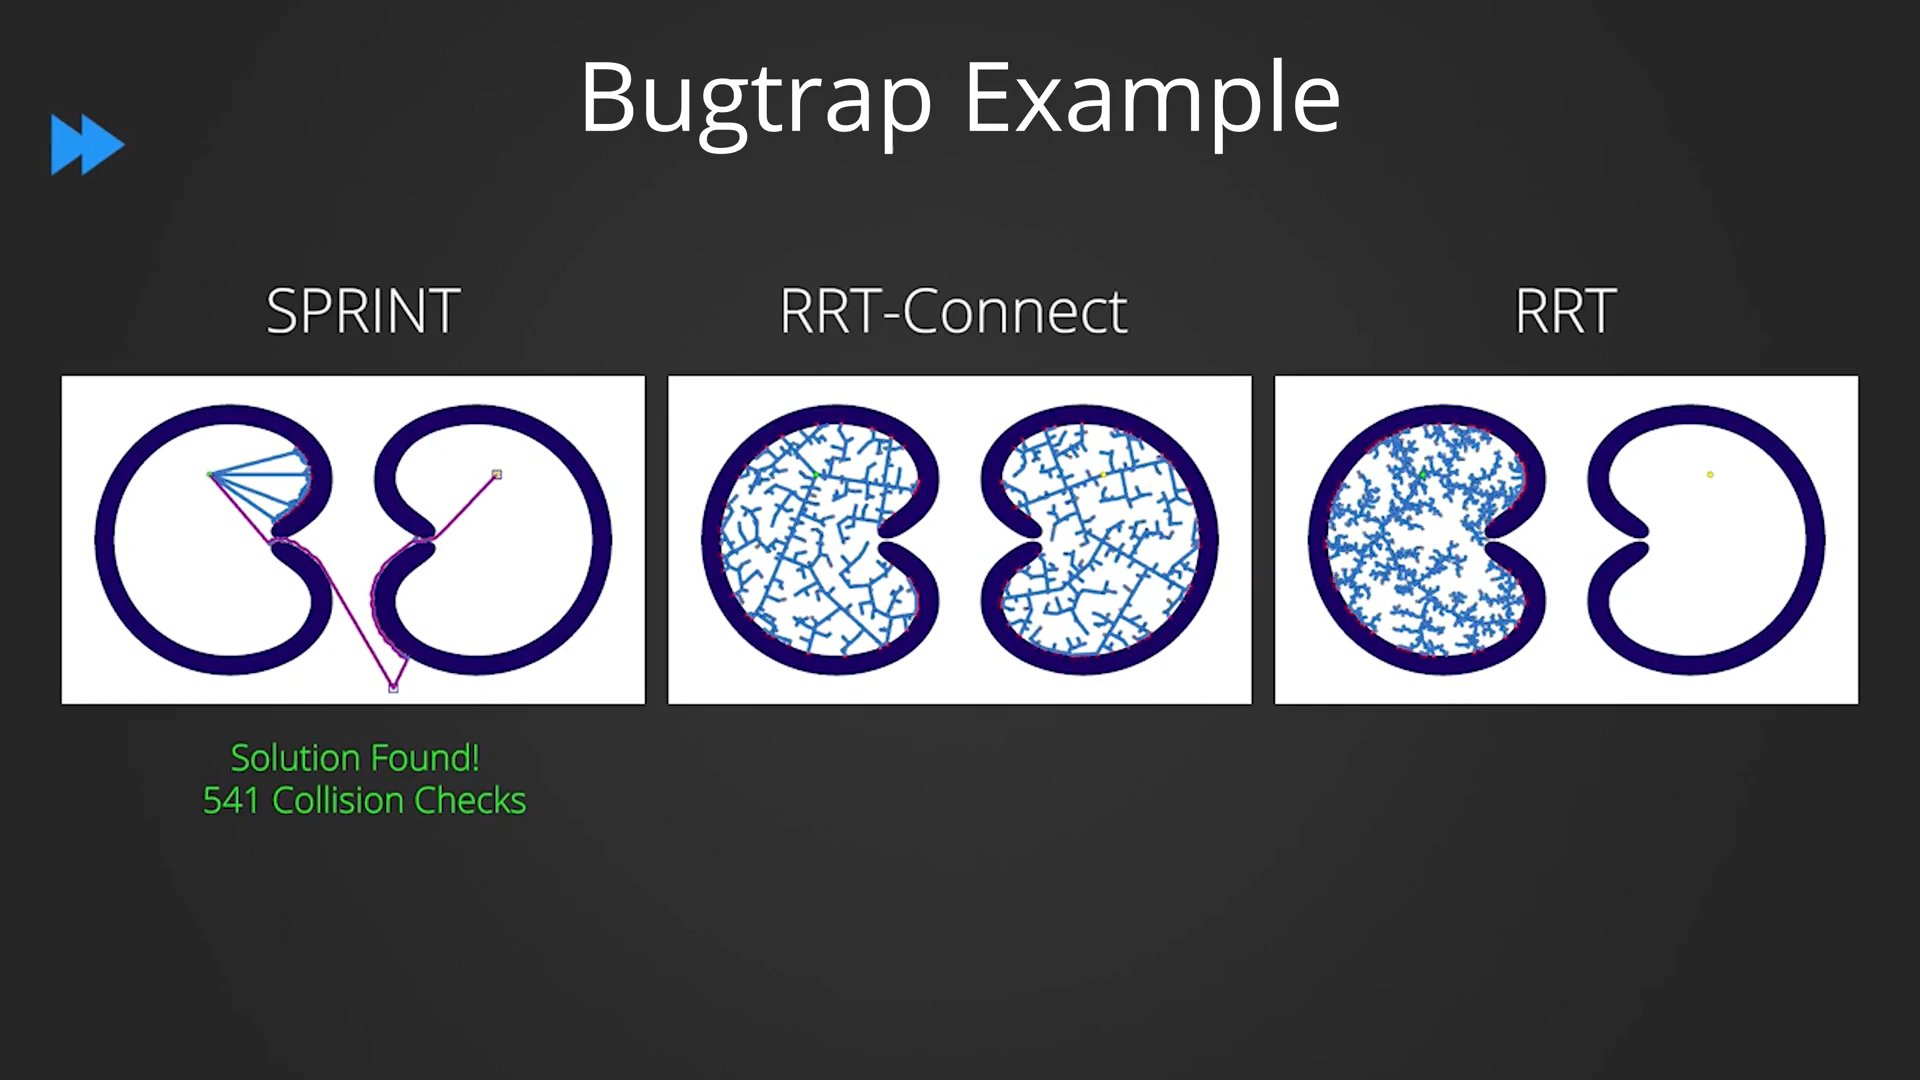 Bugtrap Example
SPRINT
RRT-Connect
RRT
Solution Found!
541 Collision Checks